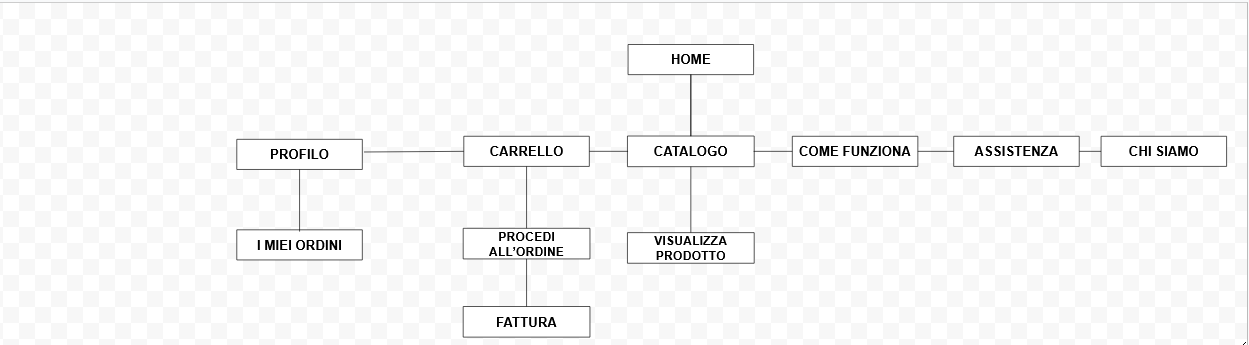 HOME
PROFILO
CARRELLO
CATALOGO
COME FUNZIONA
ASSISTENZA
CHI SIAMO
I MIEI ORDINI
PROCEDI
ALL'ORDINE
VISUALIZZA
PRODOTTO
FATTURA